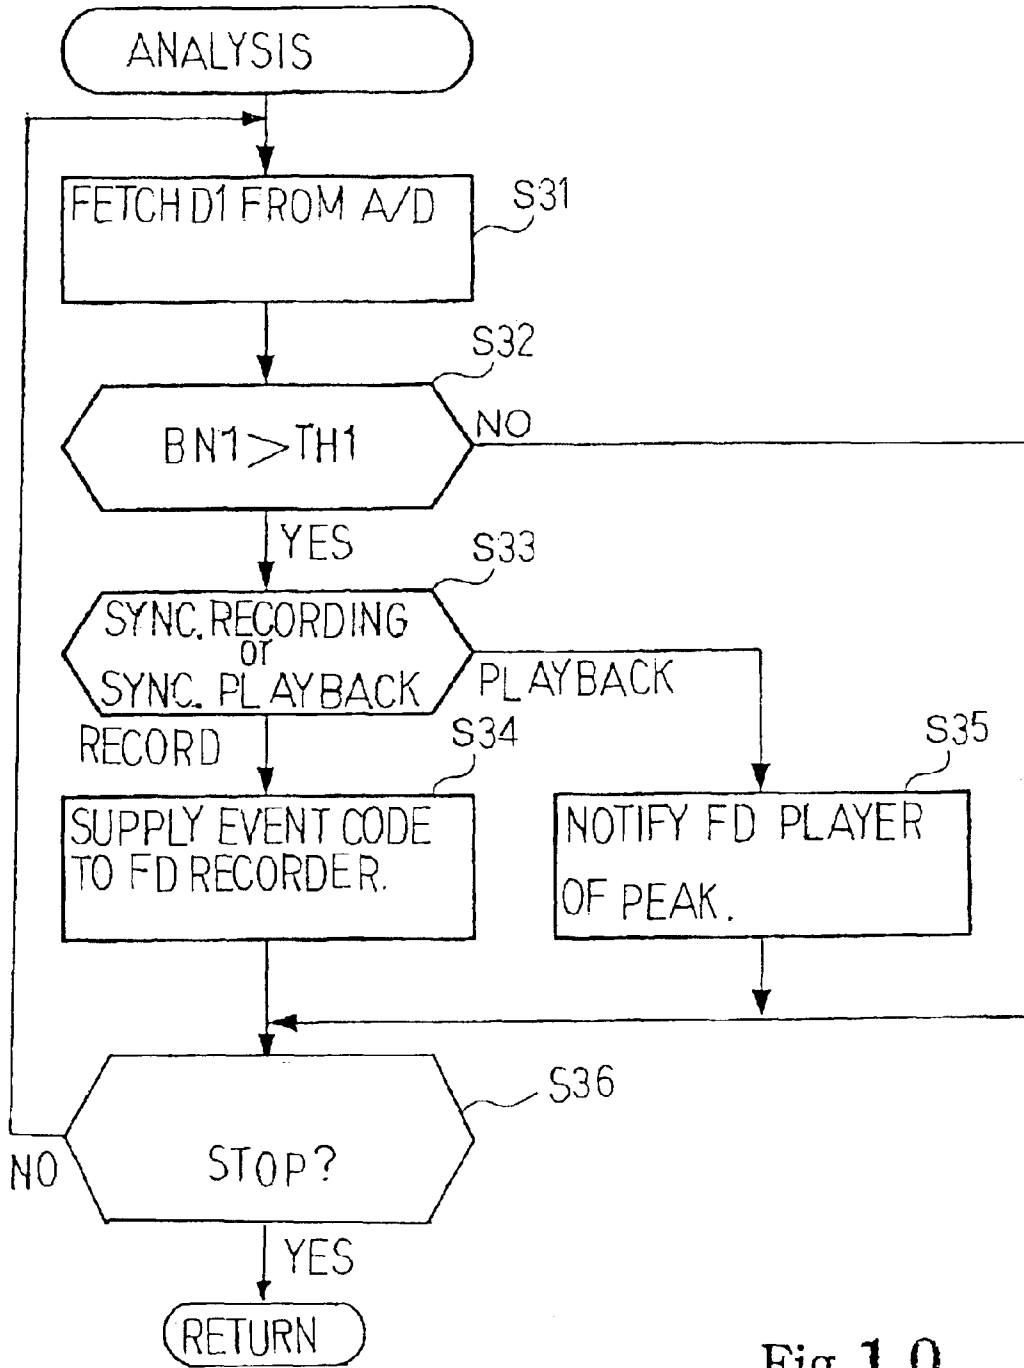 ANALYSIS
FETCH D1 FROM A/D
S31
S32
BN1>TH1
NO
YES
S33
SYNC. RECORDING
or
SYNC. PLAYBACK
PLAYBACK
RECORD
S34
S35
SUPPLY EVENT CODE
TO FD RECORDER.
NOTIFY FD PLAYER
OF PEAK.
S36
STOP?
NO
YES
RETURN
Fig. 10